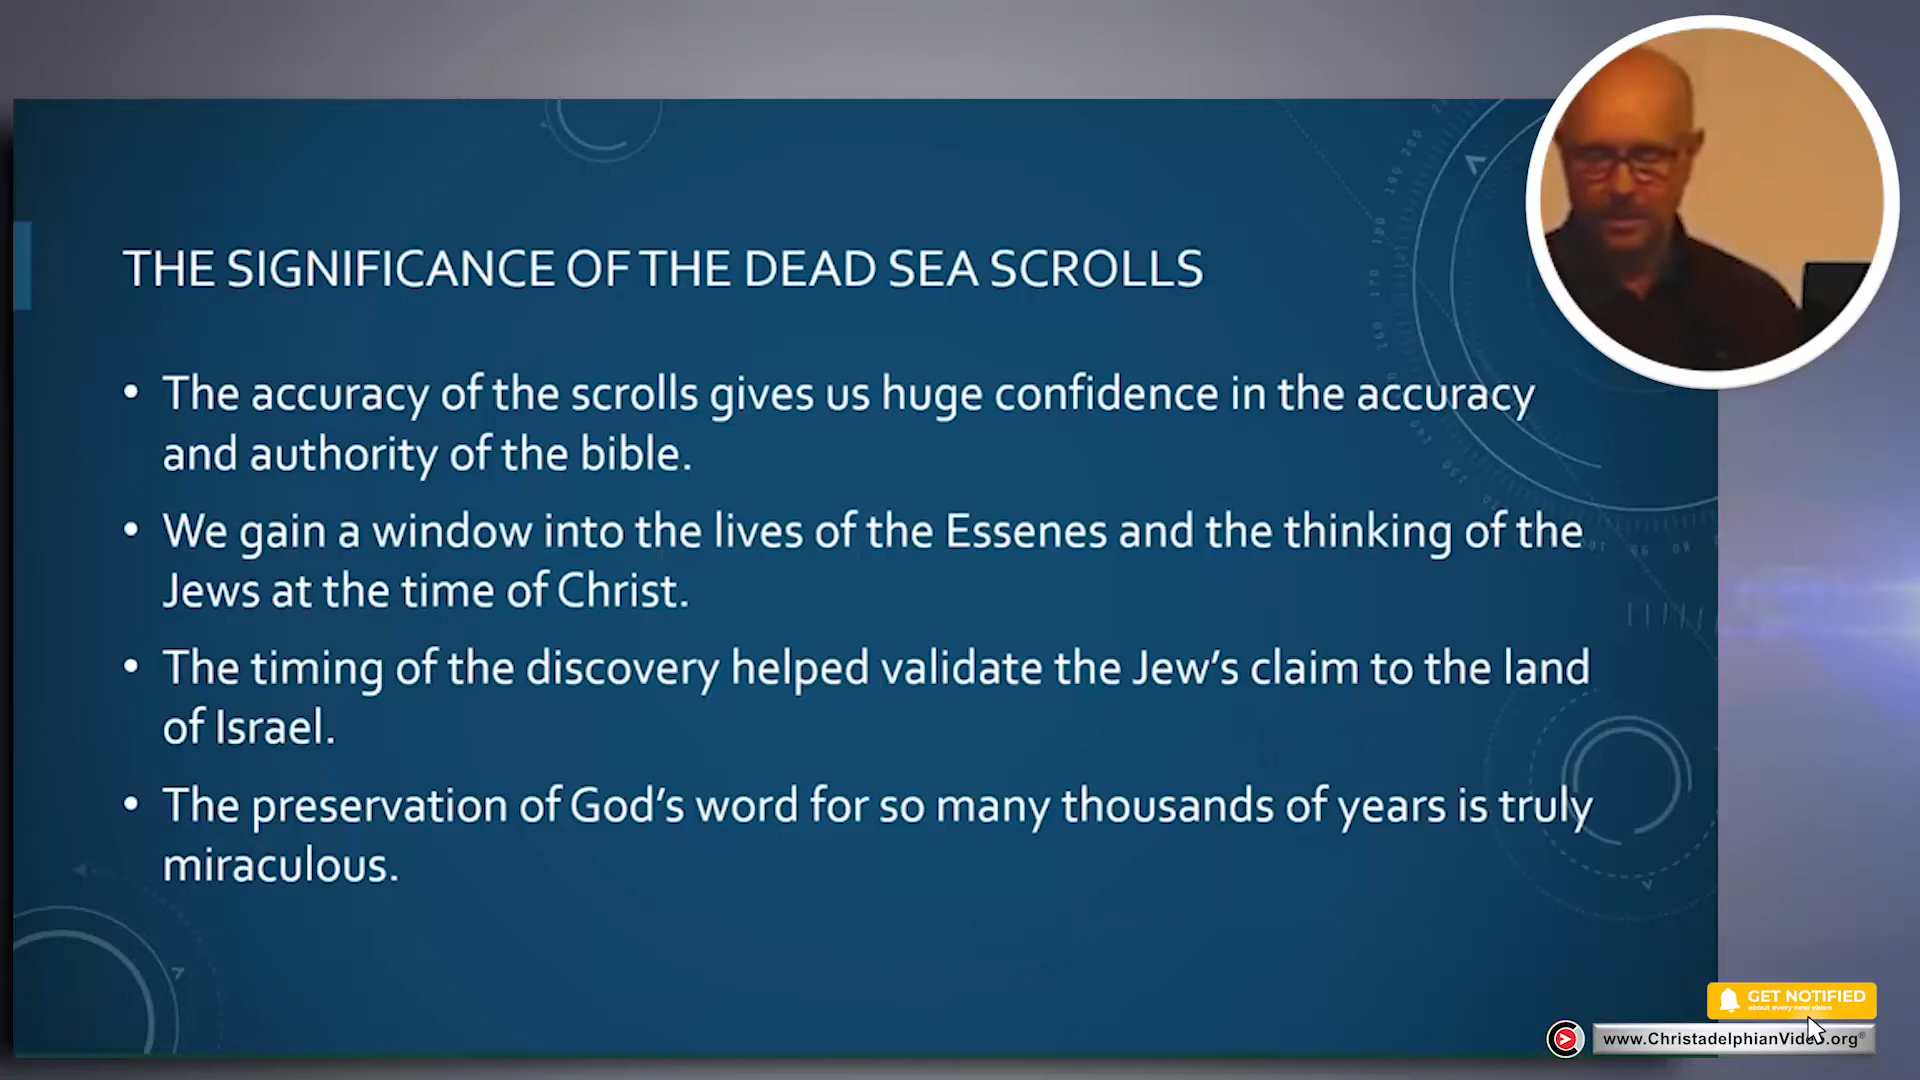 THE SIGNIFICANCE OF THE DEAD SEA SCROLLS
• The accuracy of the scrolls gives us huge confidence in the accuracy
and authority of the bible.
• We gain a window into the lives of the Essenes and the thinking of the
Jews at the time of Christ.
• The timing of the discovery helped validate the Jew’s claim to the land
of Israel.
• The preservation of God’s word for so many thousands of years is truly
miraculous.
GET NOTIFIED
about every new video
www.ChristadelphianVideo.org